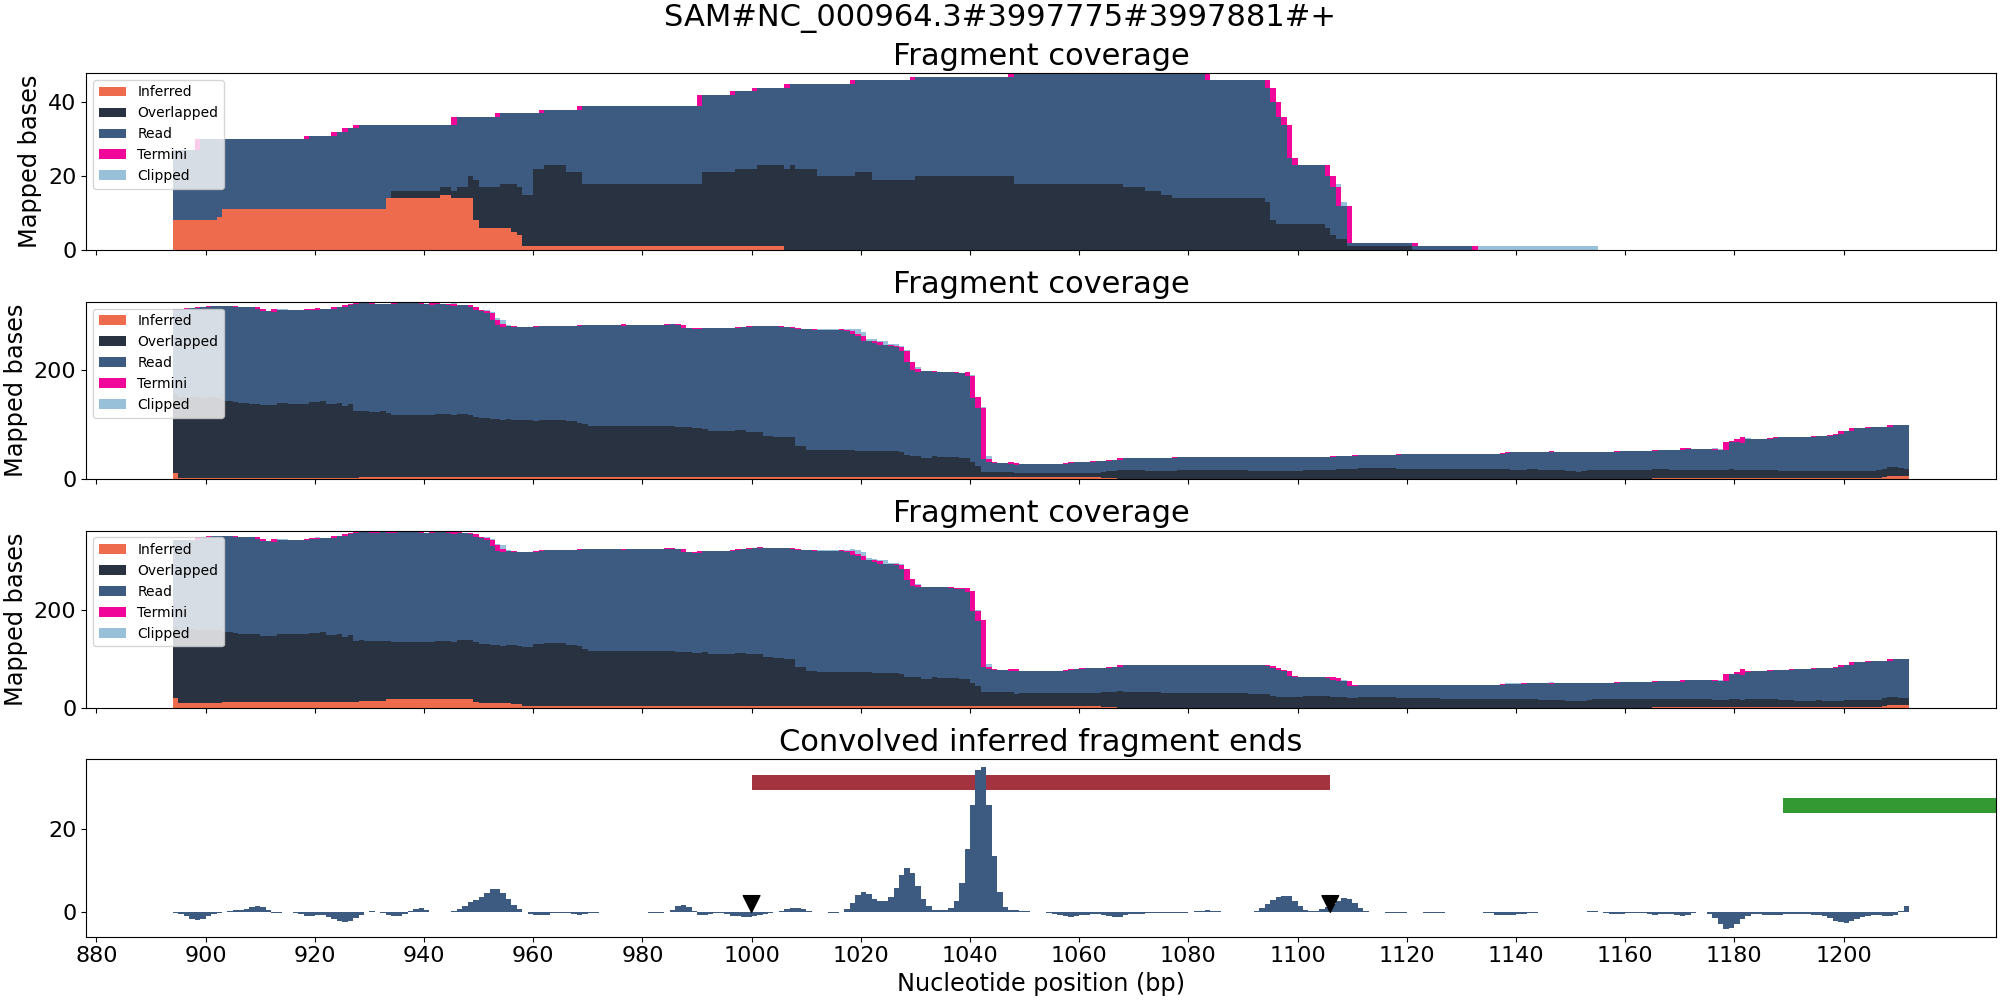 SAM#NC_000964.3#3997775#3997881#+
Fragment coverage
Mapped bases
40
20
0
Inferred
Overlapped
Read
Termini
Clipped
Fragment coverage
Mapped bases
200
0
Inferred
Overlapped
Read
Termini
Clipped
Fragment coverage
Mapped bases
200
0
Inferred
Overlapped
Read
Termini
Clipped
Convolved inferred fragment ends
20
0
880 900 920 940 960 980 1000 1020 1040 1060 1080 1100 1120 1140 1160 1180 1200
Nucleotide position (bp)